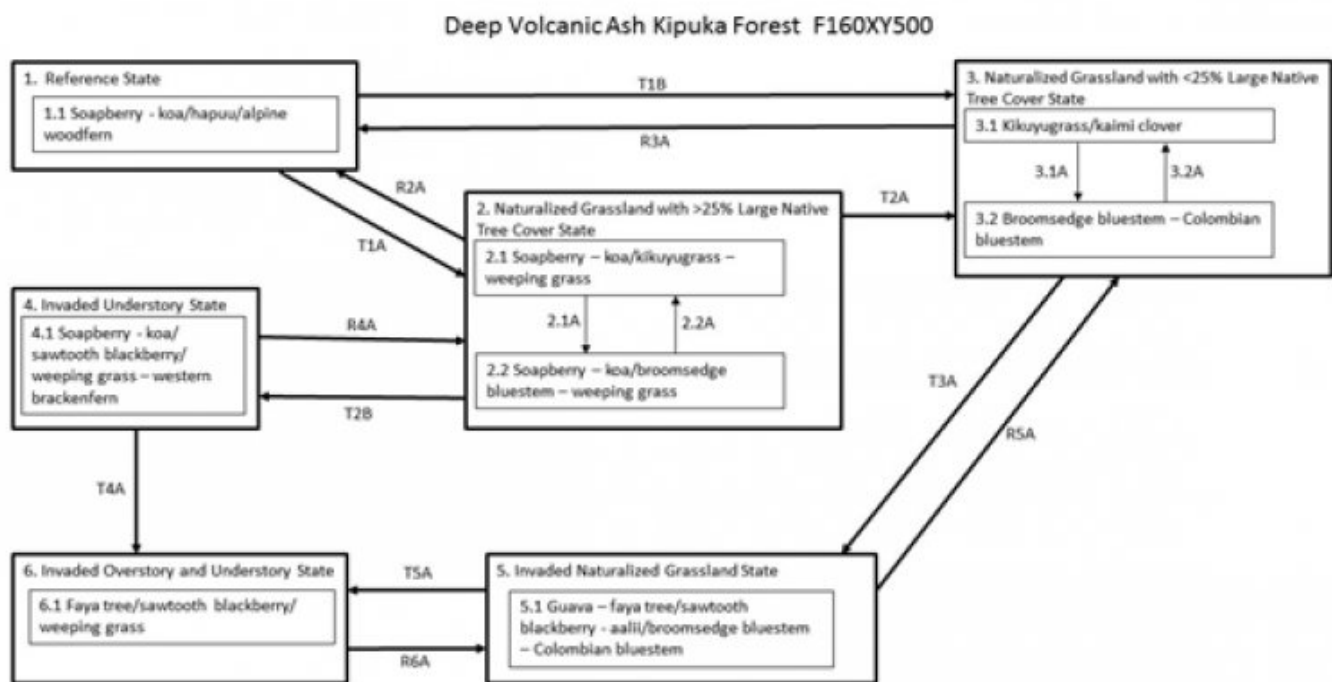 Deep Volcanic Ash Kipuka Forest F160XY500
1. Reference State
1.1 Soapberry - koa/hapuu/alpine
woodfern
T1B
R3A
3. Naturalized Grassland with <25% Large Native
Tree Cover State
3.1 Kikuyugrass/kaimi clover
3.1A
3.2A
3.2 Broomsedge bluestem – Colombian
bluestem
R2A
T1A
2. Naturalized Grassland with >25% Large Native
Tree Cover State
2.1 Soapberry – koa/kikuyugrass –
weeping grass
2.1A
2.2A
2.2 Soapberry – koa/broomsedge
bluestem – weeping grass
T2A
4. Invaded Understory State
4.1 Soapberry - koa/
sawtooth blackberry/
weeping grass – western
brackenfern
R4A
T2B
T3A
R5A
T4A
6. Invaded Overstory and Understory State
6.1 Faya tree/sawtooth blackberry/
weeping grass
T5A
R6A
5. Invaded Naturalized Grassland State
5.1 Guava – faya tree/sawtooth
blackberry - aalii/broomsedge bluestem
– Colombian bluestem